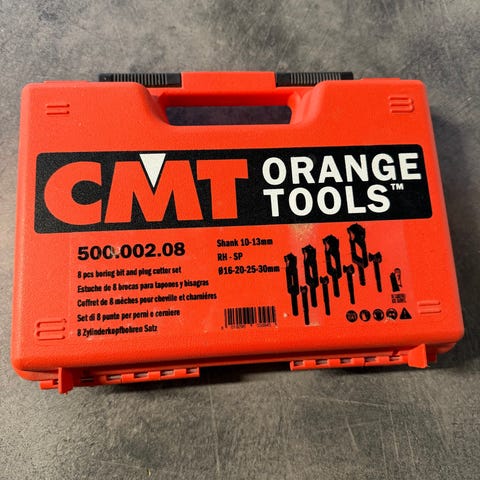 CMT
ORANGE
TOOLS™
500.002.08
8 pcs boring bit and plug cutter set
Estuche de 8 brocas para tapones y bisagras
Coffret de 8 mèches pour cheville et charnières
Set di 8 punte per perni e cerniere
8 Zylinderkopfbohren Satz
Shank 10-13mm
RH - SP
Ø16-20-25-30mm